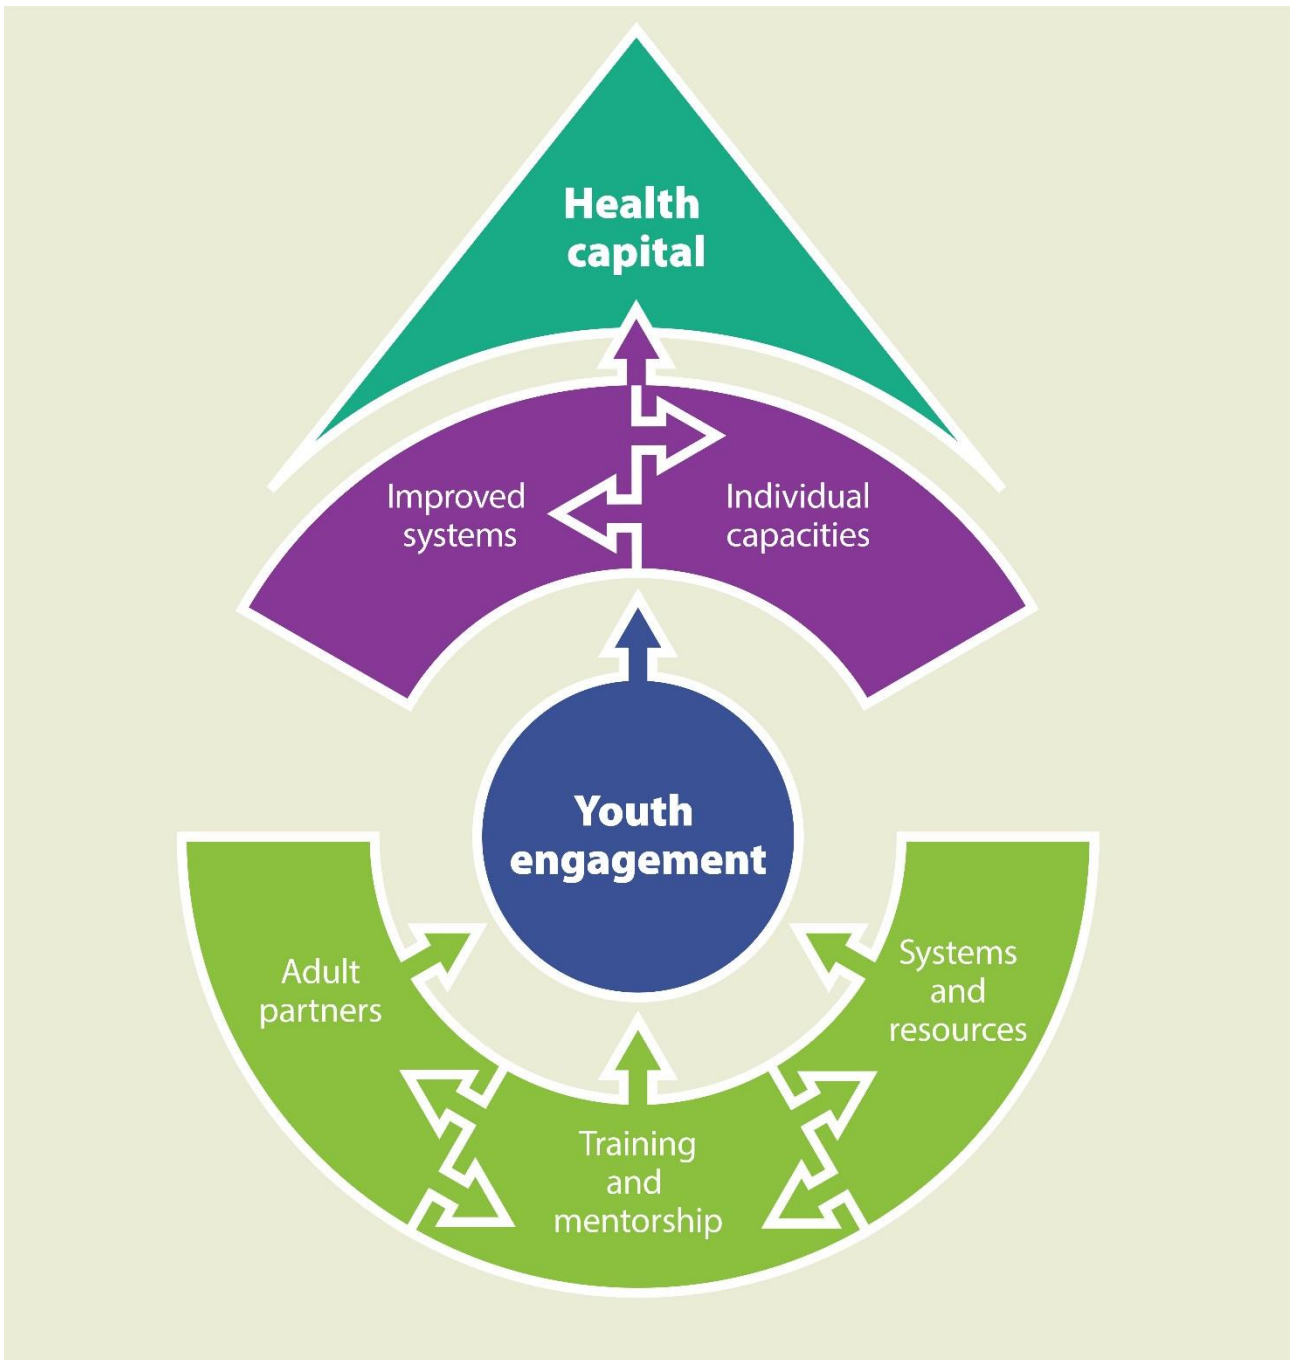 Health
capital
Improved
systems
Individual
capacities
Youth
engagement
Adult
partners
Systems
and
resources
Training
and
mentorship